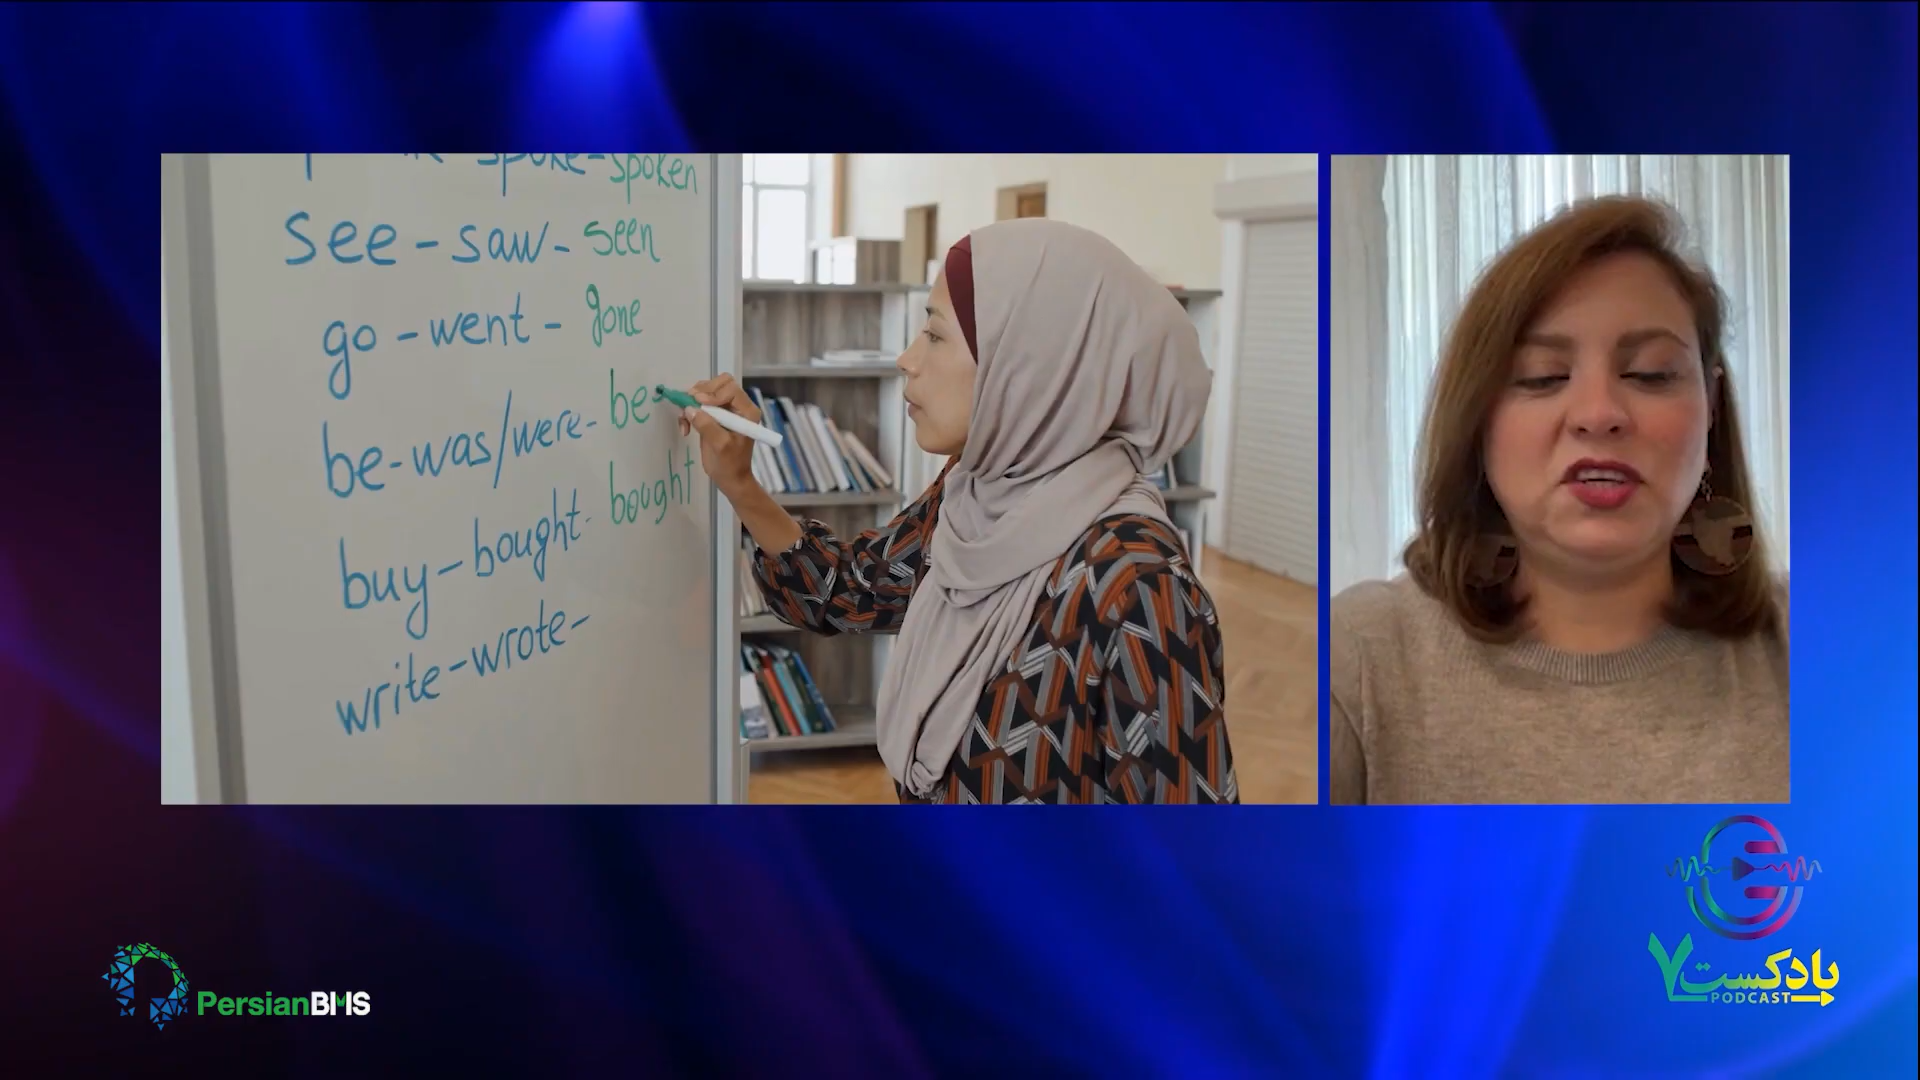 spoke-spoken
see - saw - seen
go - went - gone
be - was/were - be
buy - bought - bought
write - wrote -
PersianBMS
پادکست ۷
PODCAST